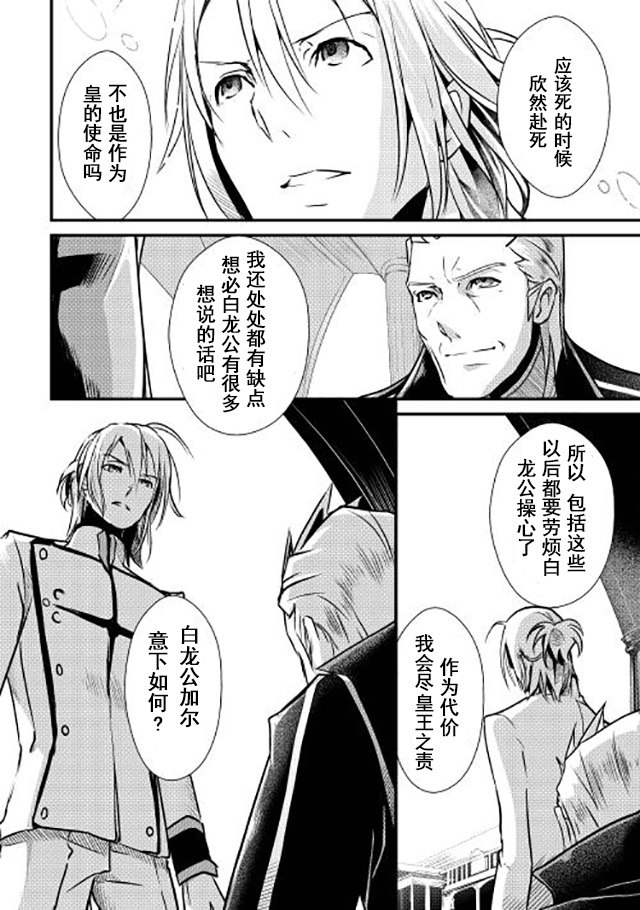 应该死的时候
欣然赴死
不也是作为
皇的使命吗
我还处处都有缺点
想必白龙公有很多
想说的话吧
所以 包括这些
以后都要劳烦白
龙公操心了
作为代价
我会尽皇王之责
白龙公加尔
意下如何?